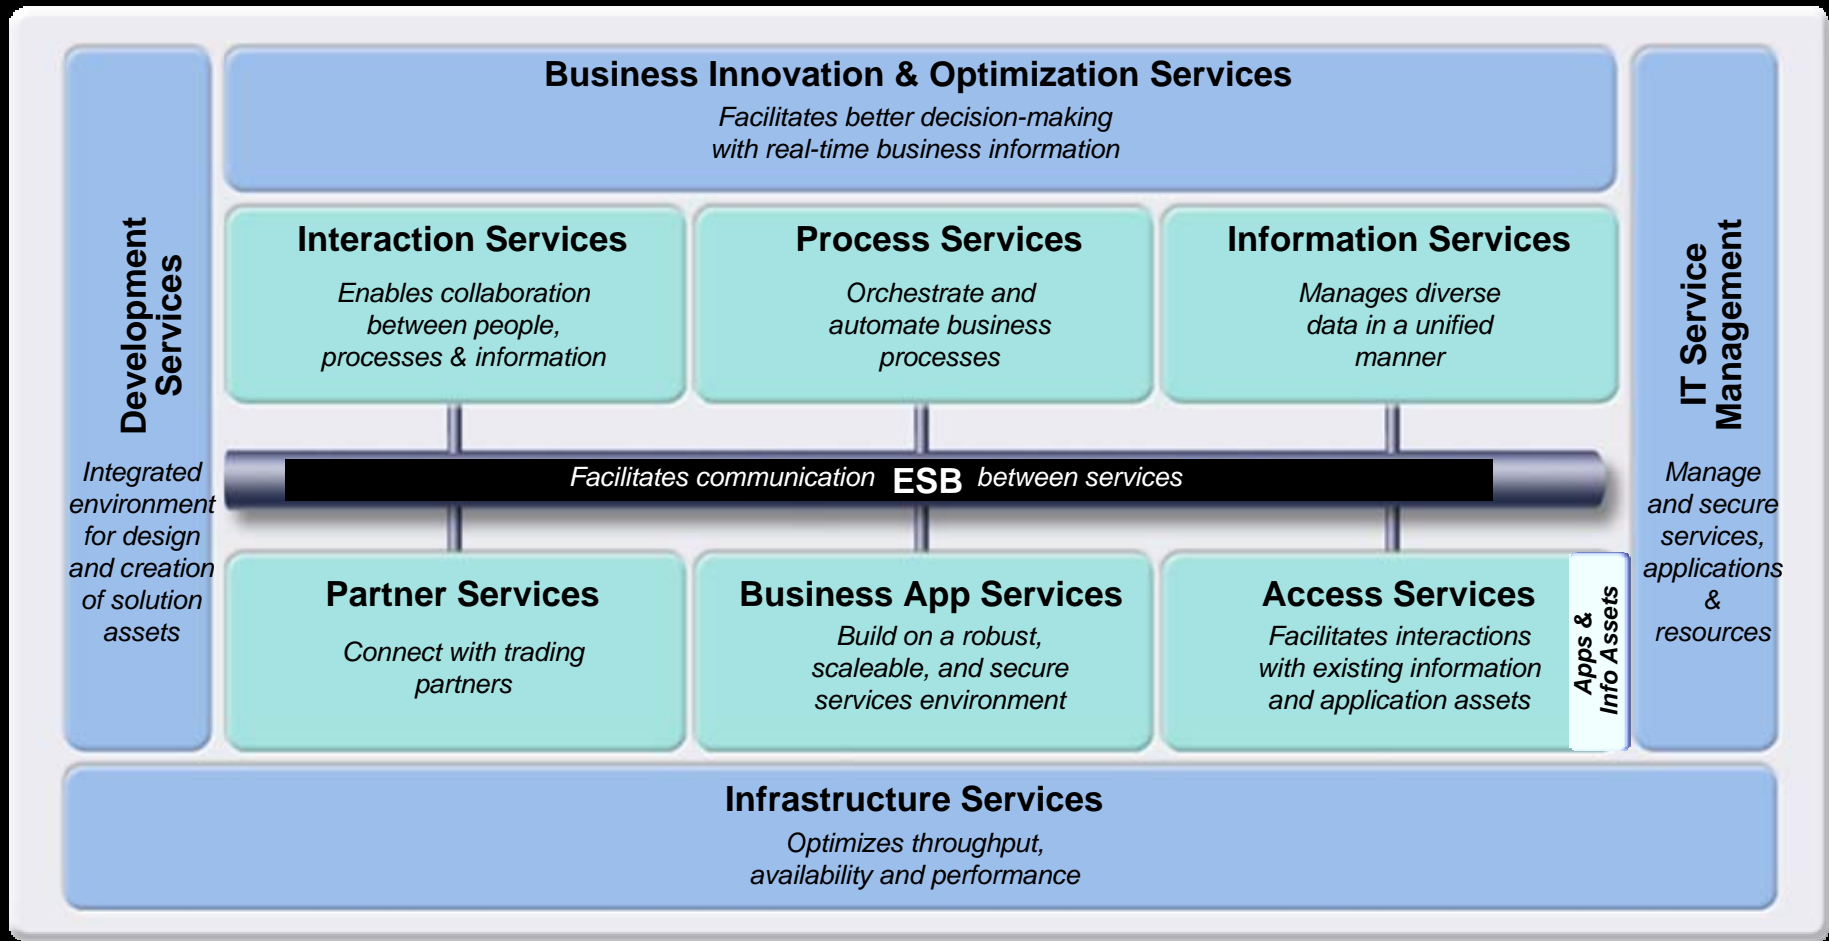 Business Innovation & Optimization Services
Facilitates better decision-making
with real-time business information
Development
Services
Integrated
environment
for design
and creation
of solution
assets
Interaction Services
Enables collaboration
between people,
processes & information
Process Services
Orchestrate and
automate business
processes
Information Services
Manages diverse
data in a unified
manner
IT Service
Management
Manage
and secure
services,
applications
&
resources
Facilitates communication ESB between services
Partner Services
Connect with trading
partners
Business App Services
Build on a robust,
scaleable, and secure
services environment
Access Services
Facilitates interactions
with existing information
and application assets
Apps &
Info Assets
Infrastructure Services
Optimizes throughput,
availability and performance